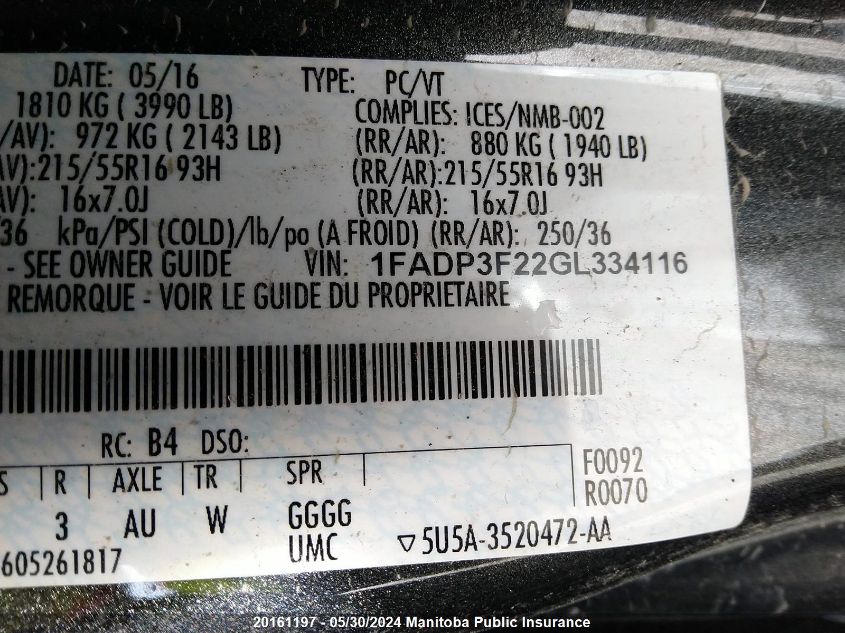 DATE: 05/16 TYPE: PC/VT
1810 KG ( 3990 LB) COMPLIES: ICES/NMB-002
/AV): 972 KG ( 2143 LB) (RR/AR): 880 KG ( 1940 LB)
AV):215/55R16 93H (RR/AR):215/55R16 93H
AV): 16x7.0J (RR/AR): 16x7.0J
36 kPa/PSI (COLD)/lb/po (A FROID) (RR/AR): 250/36
- SEE OWNER GUIDE VIN: 1FADP3F22GL334116
REMORQUE - VOIR LE GUIDE DU PROPRIETAIRE
RC: B4 DSO:
S R AXLE TR SPR F0092
3 AU W GGGG R0070
UMC ▽5U5A-3520472-AA
605261817
20161197 - 05/30/2024 Manitoba Public Insurance